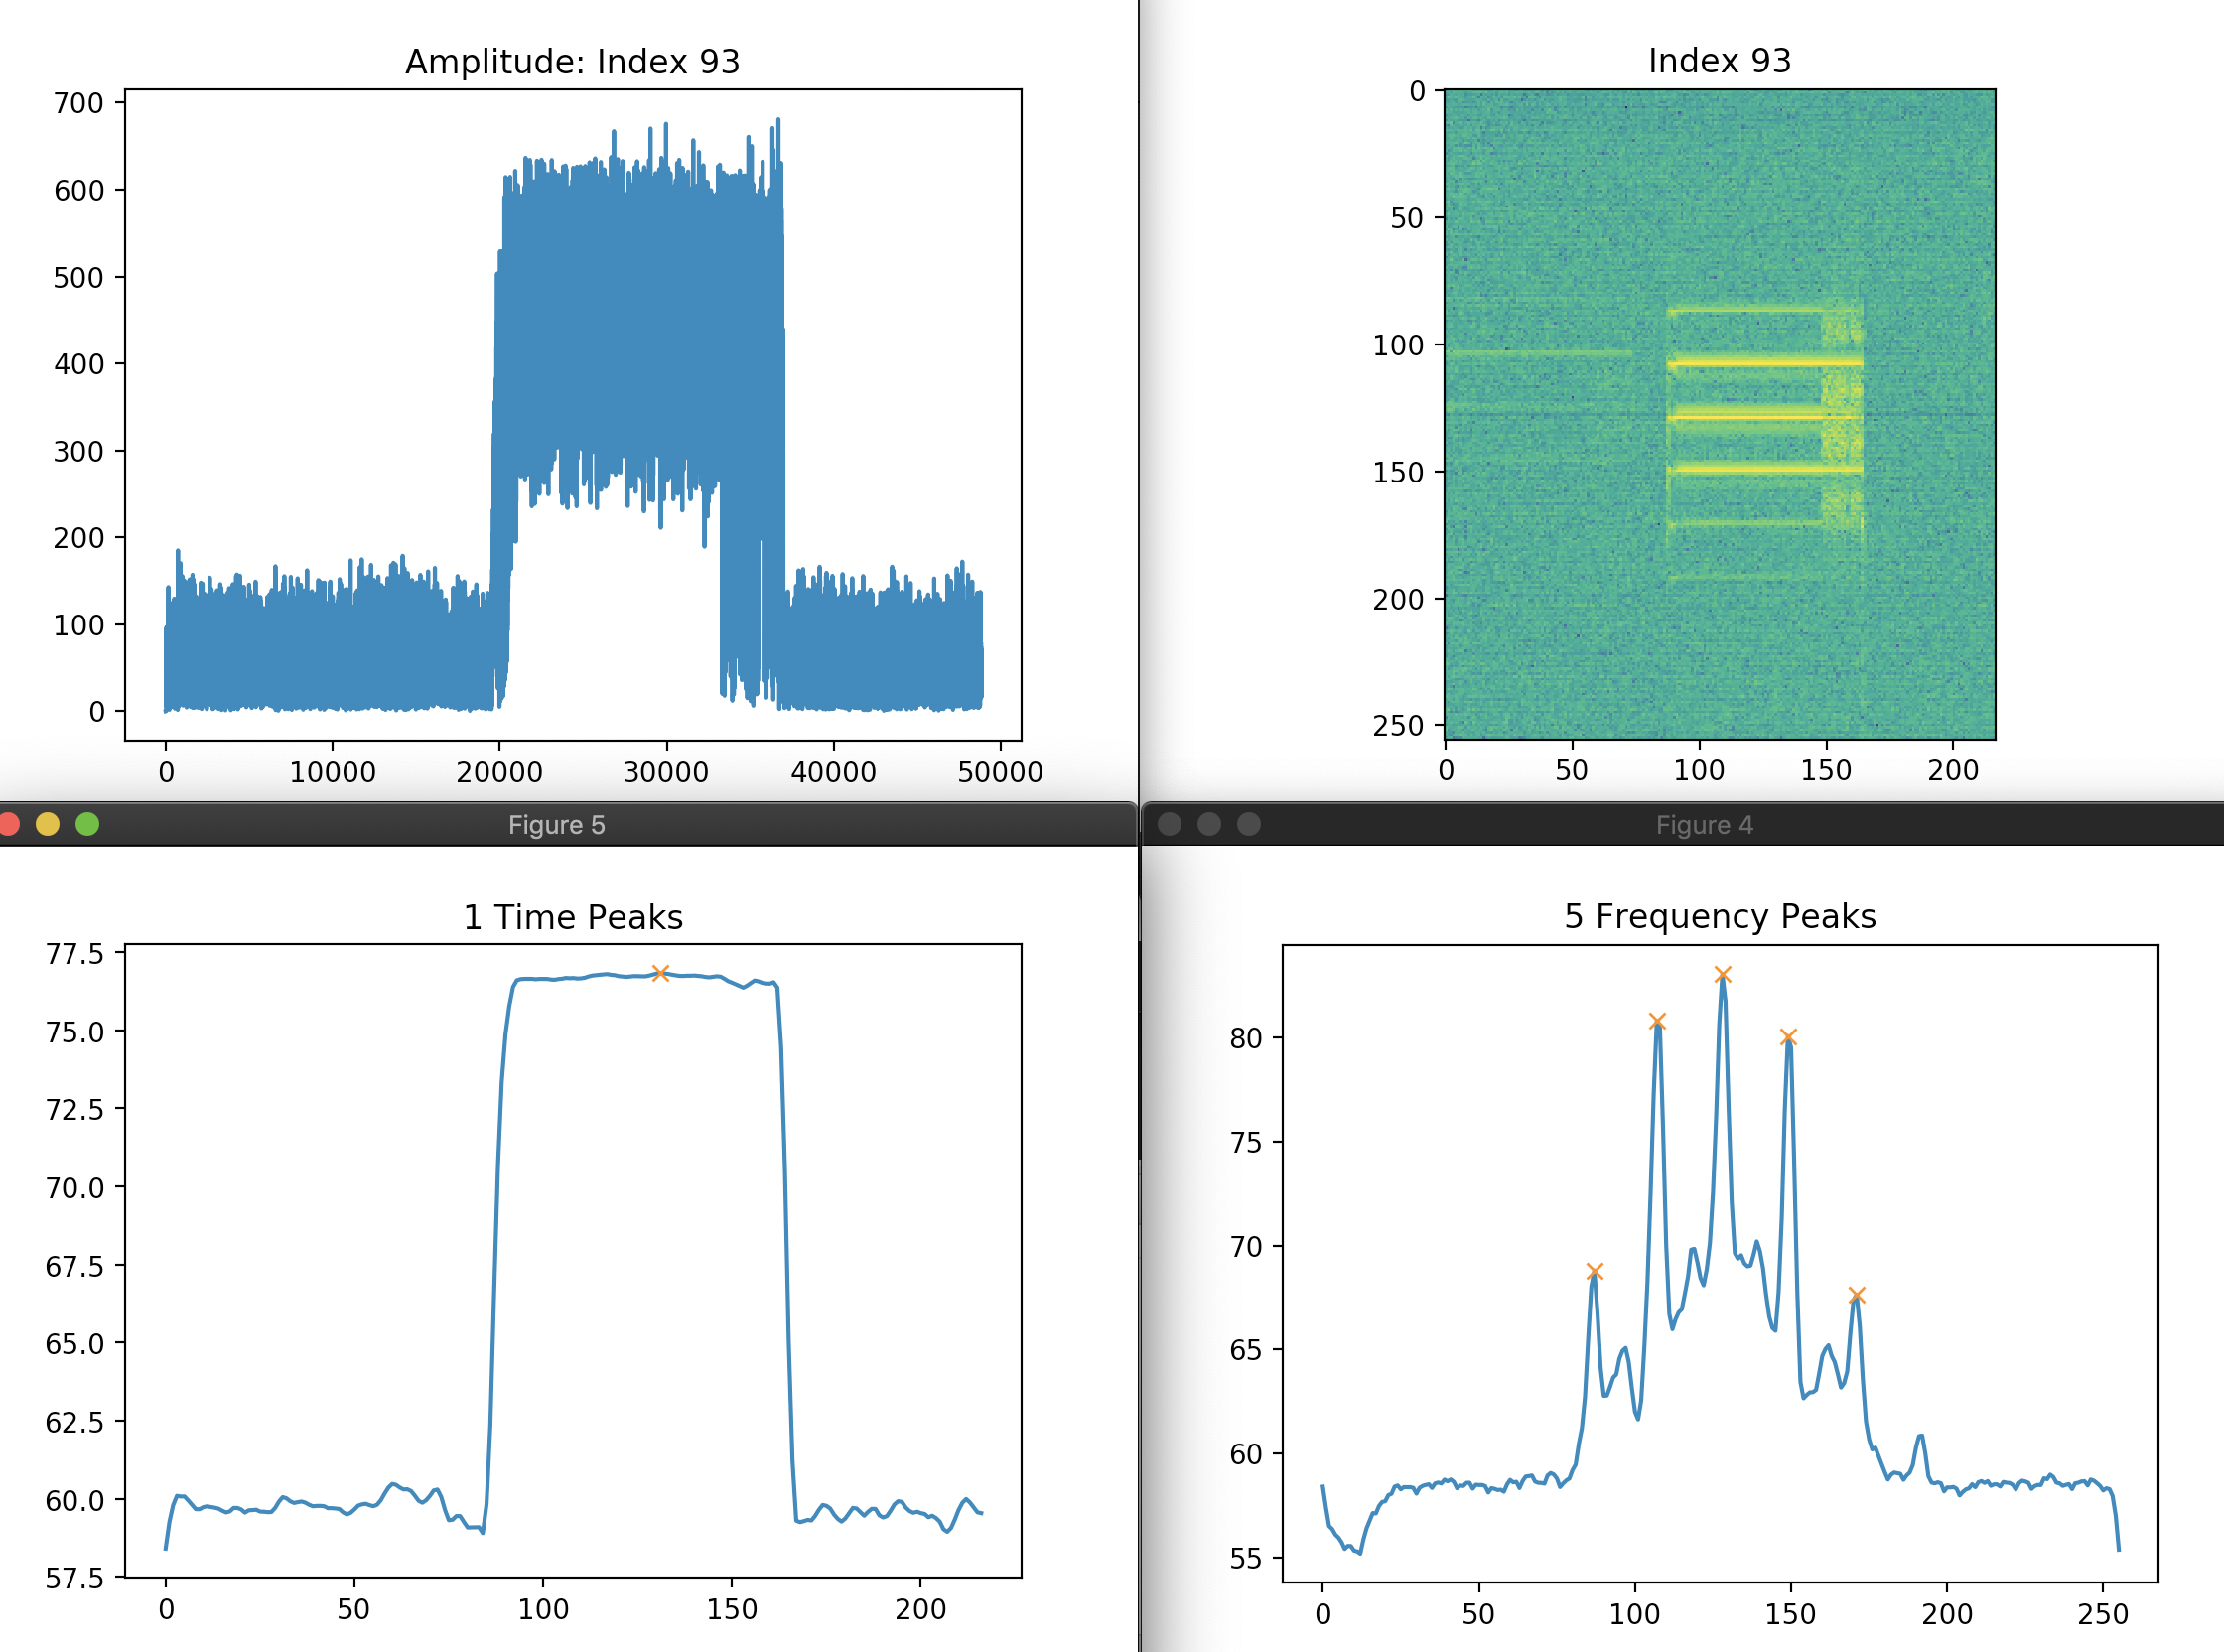 Amplitude: Index 93
700
600
500
400
300
200
100
0
0 10000 20000 30000 40000 50000
Index 93
0
50
100
150
200
250
0 50 100 150 200
Figure 5
1 Time Peaks
77.5
75.0
72.5
70.0
67.5
65.0
62.5
60.0
57.5
0 50 100 150 200
Figure 4
5 Frequency Peaks
80
75
70
65
60
55
0 50 100 150 200 250